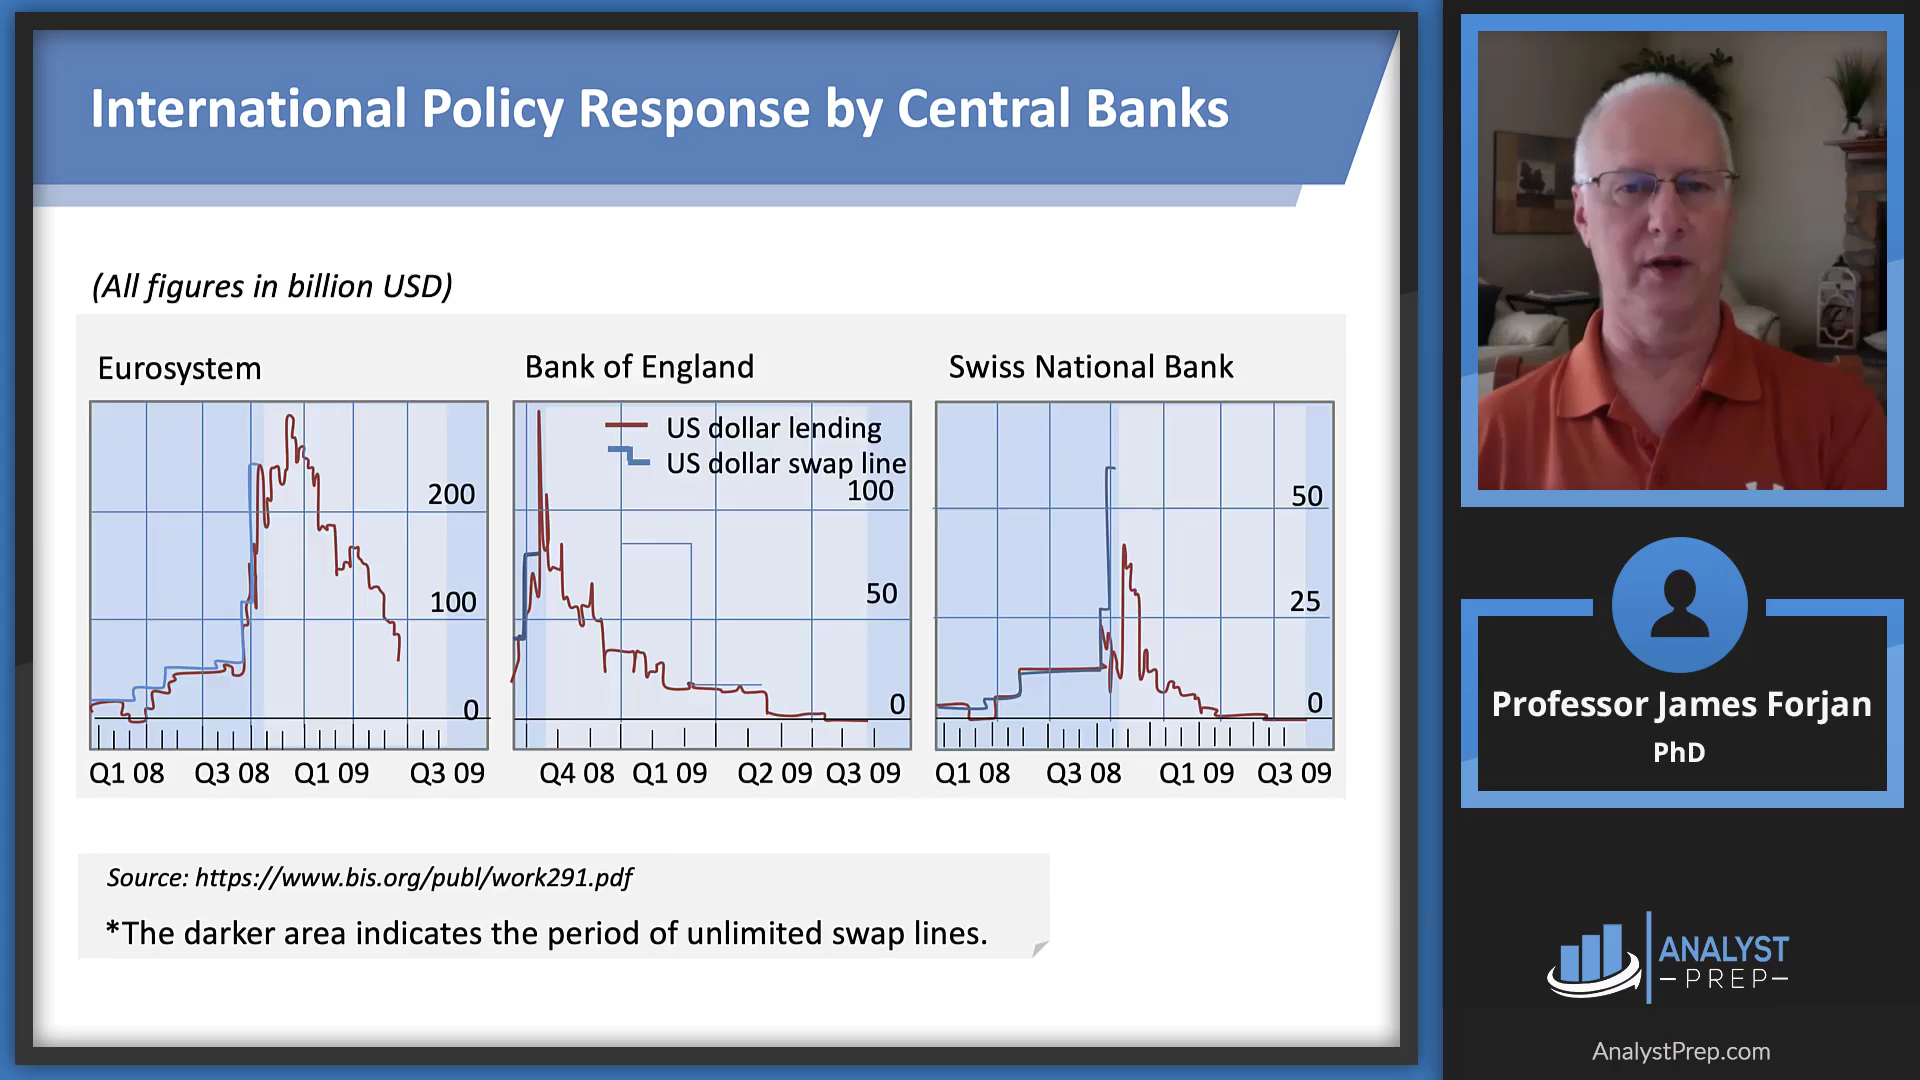 International Policy Response by Central Banks
(All figures in billion USD)
Eurosystem
200
100
0
Q1 08 Q3 08 Q1 09 Q3 09
Bank of England
US dollar lending
US dollar swap line
100
50
0
Q4 08 Q1 09 Q2 09 Q3 09
Swiss National Bank
50
25
0
Q1 08 Q3 08 Q1 09 Q3 09
Source: https://www.bis.org/publ/work291.pdf
*The darker area indicates the period of unlimited swap lines.
Professor James Forjan
PhD
ANALYST
PREP
AnalystPrep.com